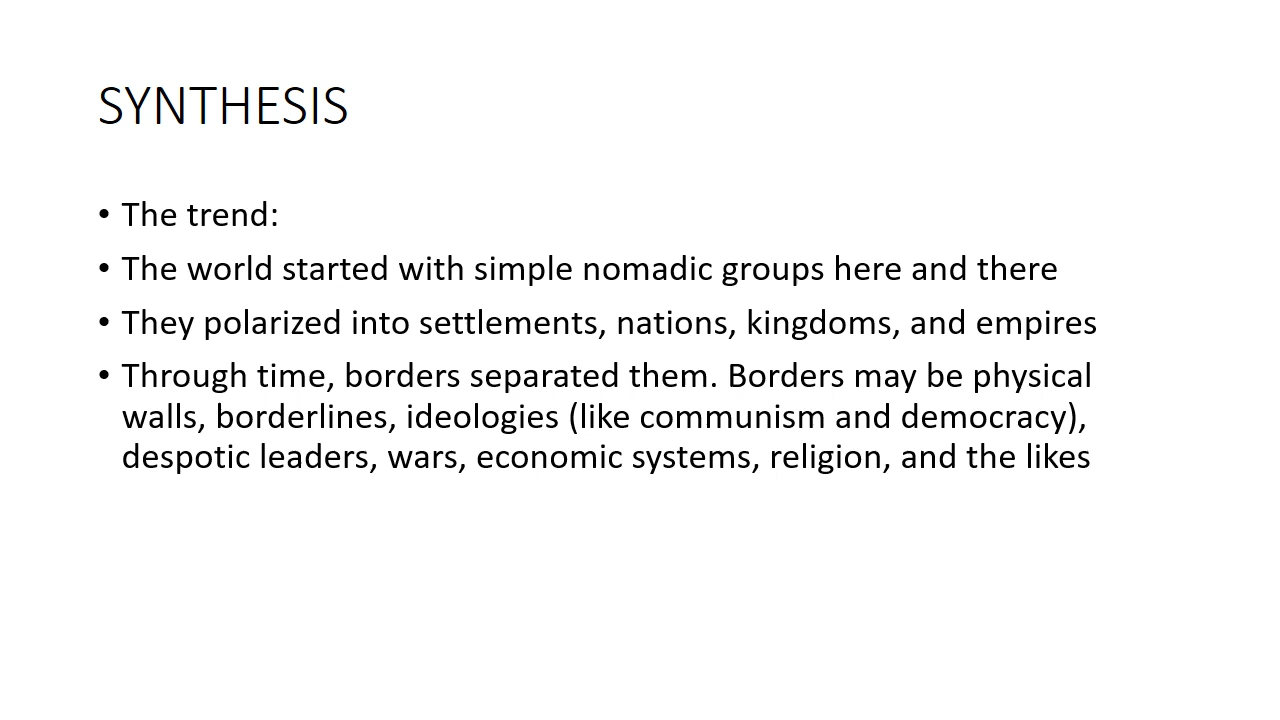 SYNTHESIS
• The trend:
• The world started with simple nomadic groups here and there
• They polarized into settlements, nations, kingdoms, and empires
• Through time, borders separated them. Borders may be physical
walls, borderlines, ideologies (like communism and democracy),
despotic leaders, wars, economic systems, religion, and the likes